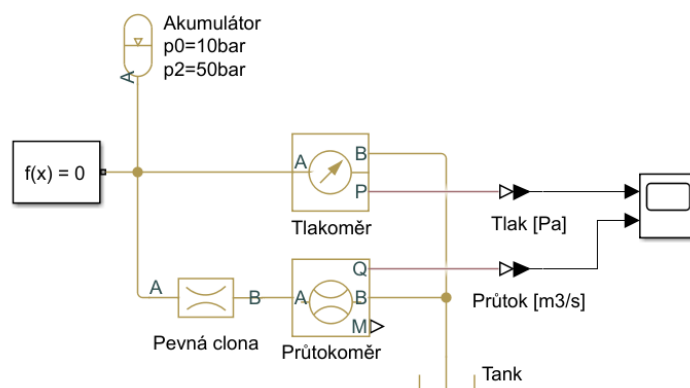 Akumulátor
p0=10bar
p2=50bar
A
f(x) = 0
A
B
P
Tlakoměr
Tlak [Pa]
A
B
Pevná clona
A
Q
B
M
Průtokoměr
Průtok [m3/s]
Tank